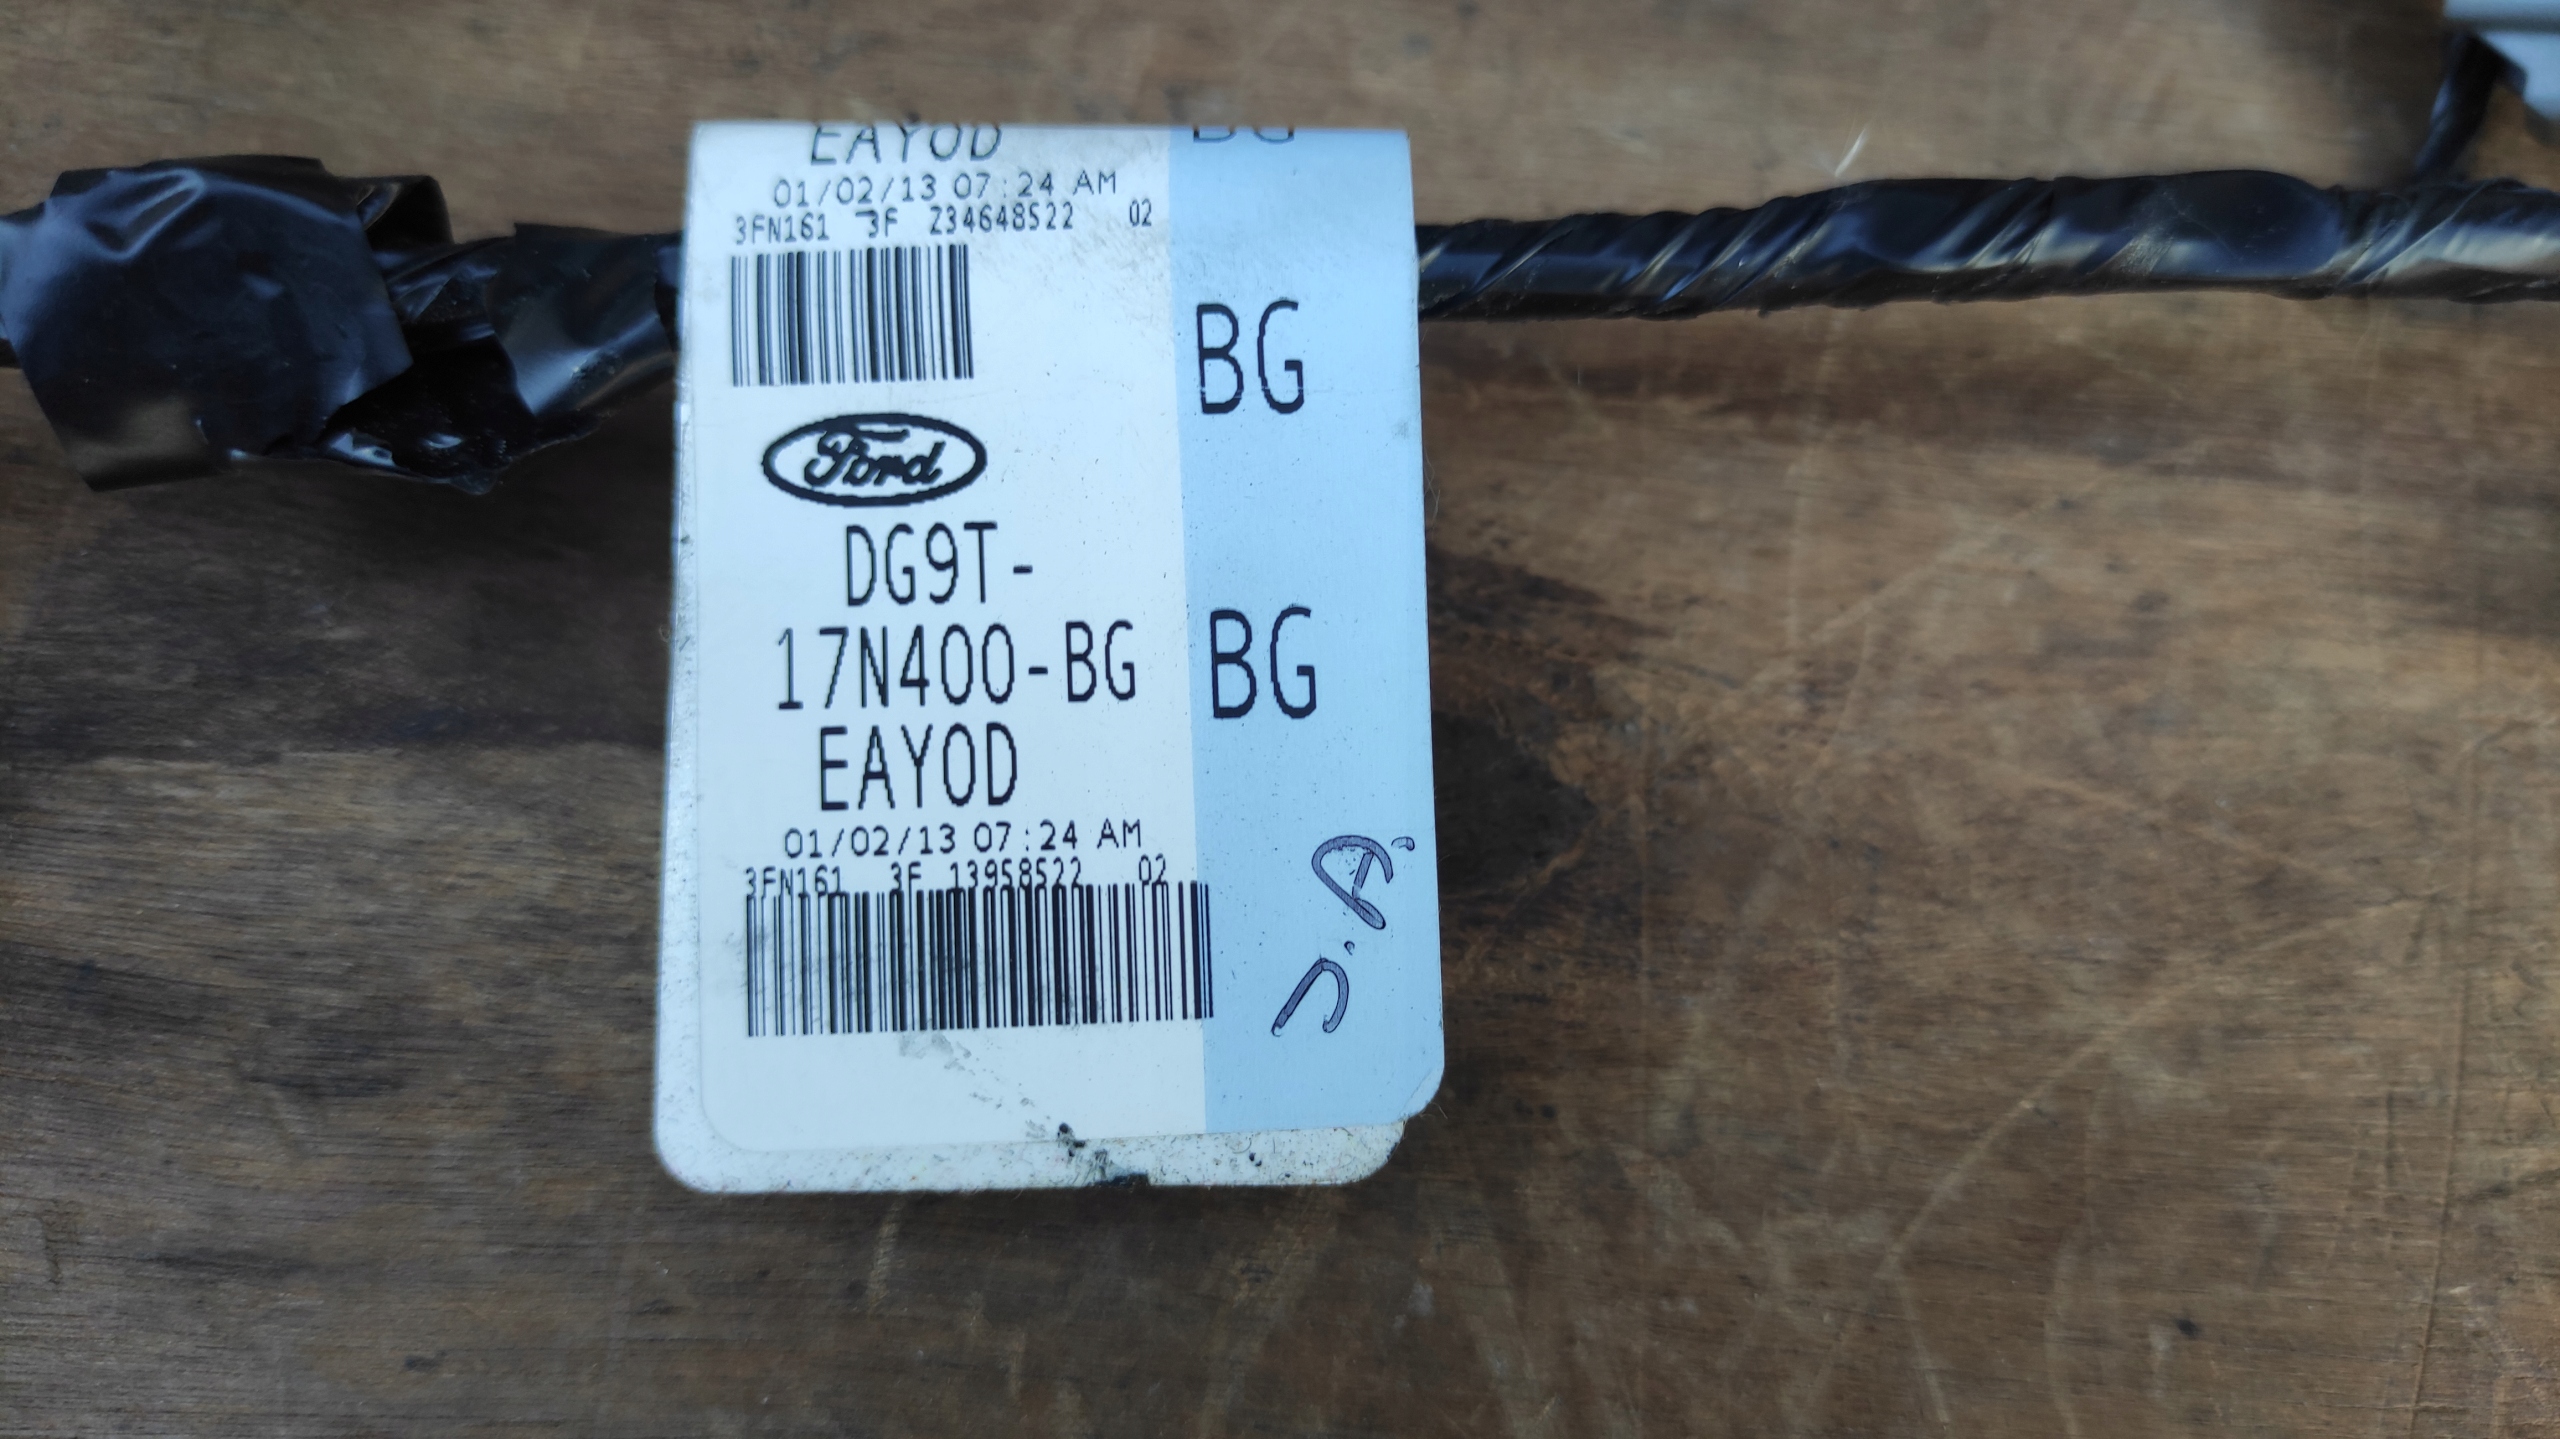 EAYOD
BG
01/02/13 07:24 AM
3FN161 3F Z34648522 02
BG
Ford
DG9T-
17N400-BG
BG
EAYOD
01/02/13 07:24 AM
3FN161 3F 13958522 02
J.A.